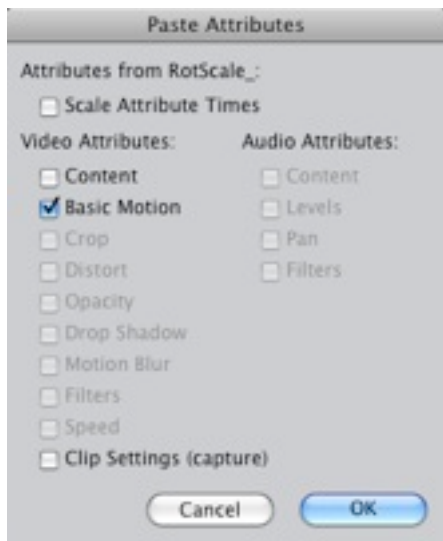 Paste Attributes
Attributes from RotScale_:
Scale Attribute Times
Video Attributes:
Content
Basic Motion
Crop
Distort
Opacity
Drop Shadow
Motion Blur
Filters
Speed
Clip Settings (capture)
Audio Attributes:
Content
Levels
Pan
Filters
Cancel
OK